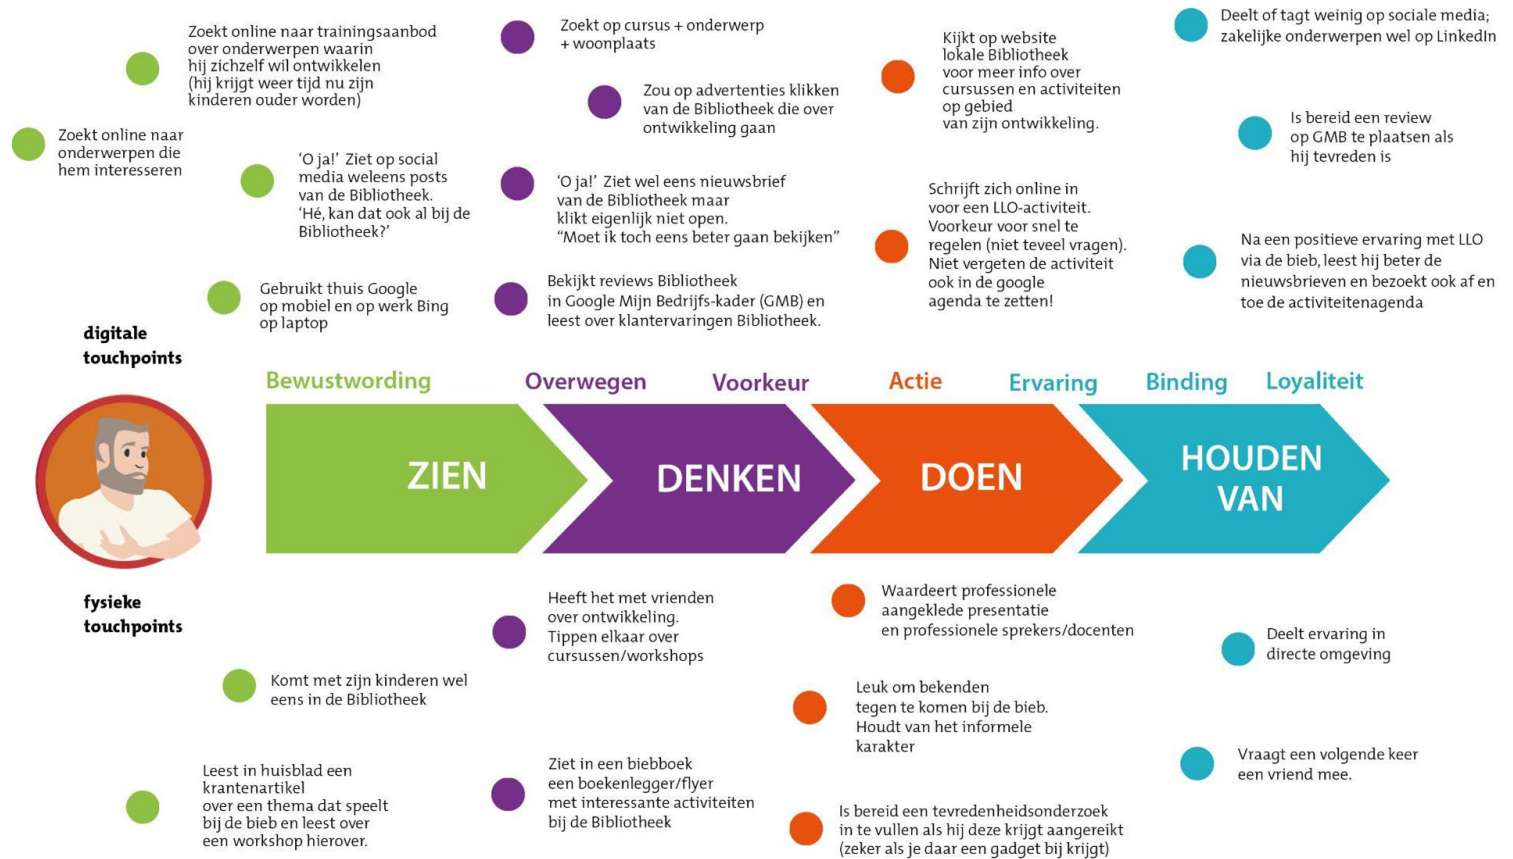 Zoekt online naar trainingsaanbod
over onderwerpen waarin
hij zichzelf wil ontwikkelen
(hij krijgt weer tijd nu zijn
kinderen ouder worden)
Zoekt online naar
onderwerpen die
hem interesseren
‘O ja!’ Ziet op social
media weleens posts
van de Bibliotheek.
‘Hé, kan dat ook al bij de
Bibliotheek?’
Gebruikt thuis Google
op mobiel en op werk Bing
op laptop
Zoekt op cursus + onderwerp
+ woonplaats
Zou op advertenties klikken
van de Bibliotheek die over
ontwikkeling gaan
‘O ja!’ Ziet wel eens nieuwsbrief
van de Bibliotheek maar
klikt eigenlijk niet open.
“Moet ik toch eens beter gaan bekijken”
Bekijkt reviews Bibliotheek
in Google Mijn Bedrijfs-kader (GMB) en
leest over klantervaringen Bibliotheek.
Kijkt op website
lokale Bibliotheek
voor meer info over
cursussen en activiteiten
op gebied
van zijn ontwikkeling.
Schrijft zich online in
voor een LLO-activiteit.
Voorkeur voor snel te
regelen (niet teveel vragen).
Niet vergeten de activiteit
ook in de google
agenda te zetten!
Deelt of tagt weinig op sociale media;
zakelijke onderwerpen wel op LinkedIn
Is bereid een review
op GMB te plaatsen als
hij tevreden is
Na een positieve ervaring met LLO
via de bieb, leest hij beter de
nieuwsbrieven en bezoekt ook af en
toe de activiteitenagenda
digitale
touchpoints
Bewustwording
Overwegen
Voorkeur
Actie
Ervaring
Binding
Loyaliteit
ZIEN
DENKEN
DOEN
HOUDEN
VAN
fysieke
touchpoints
Komt met zijn kinderen wel
eens in de Bibliotheek
Leest in huisblad een
krantenartikel
over een thema dat speelt
bij de bieb en leest over
een workshop hierover.
Heeft het met vrienden
over ontwikkeling.
Tippen elkaar over
cursussen/workshops
Ziet in een biebboek
een boekenlegger/flyer
met interessante activiteiten
bij de Bibliotheek
Waardeert professionele
aangeklede presentatie
en professionele sprekers/docenten
Leuk om bekenden
tegen te komen bij de bieb.
Houdt van het informele
karakter
Is bereid een tevredenheidsonderzoek
in te vullen als hij deze krijgt aangereikt
(zeker als je daar een gadget bij krijgt)
Deelt ervaring in
directe omgeving
Vraagt een volgende keer
een vriend mee.